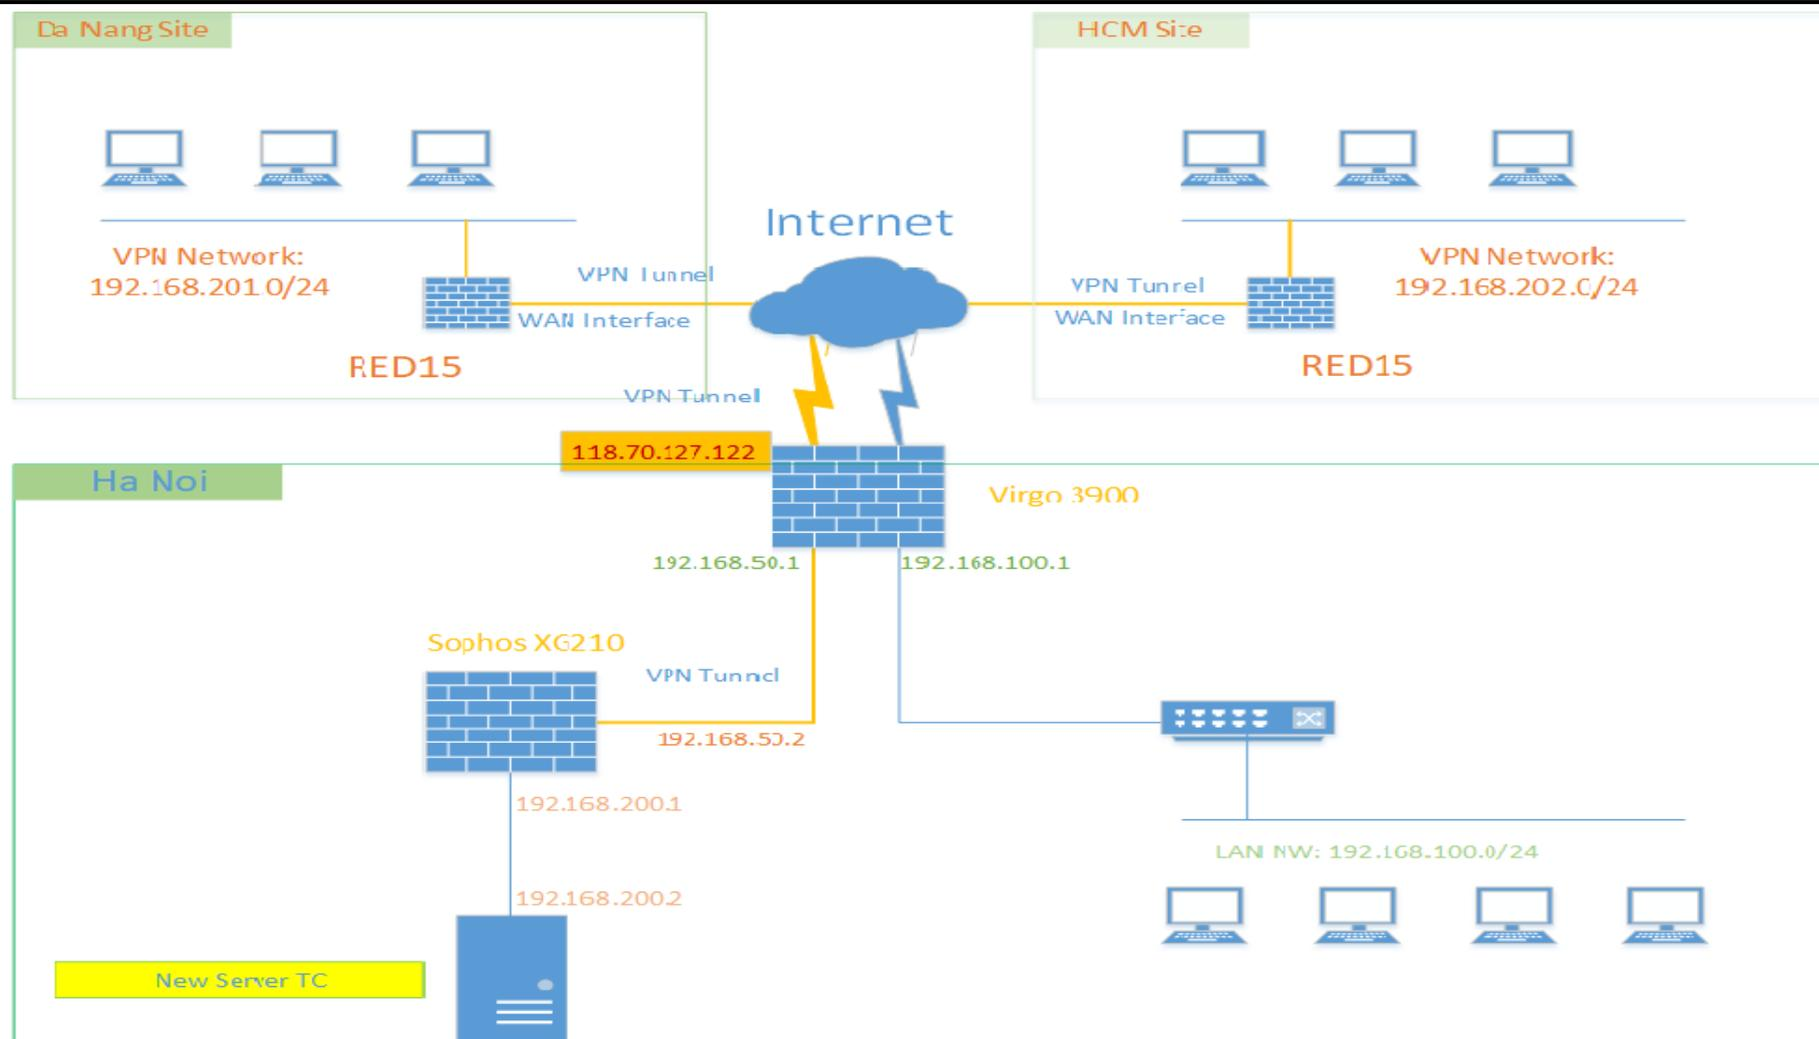 Da Nang Site
HCM Site
Internet
VPN Network:
192.168.201.0/24
VPN Tunnel
WAN Interface
RED15
VPN Tunnel
WAN Interface
VPN Network:
192.168.202.0/24
RED15
VPN Tunnel
118.70.127.122
Ha Noi
Virgo 3900
192.168.50.1
192.168.100.1
Sophos XG210
VPN Tunnel
192.168.50.2
192.168.200.1
LAN NW: 192.168.100.0/24
192.168.200.2
New Server TC